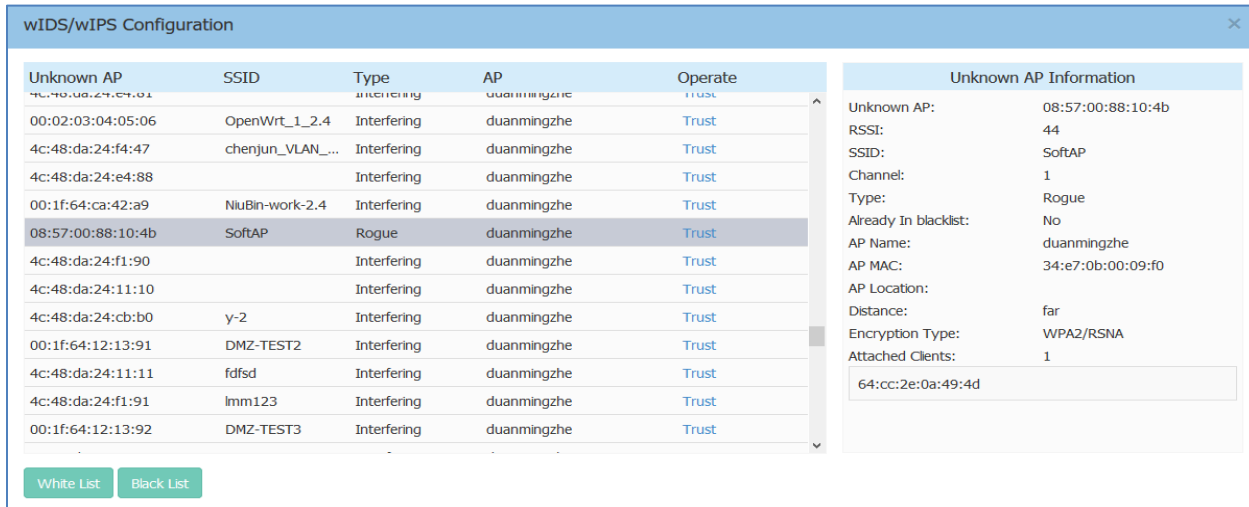 wIDS/wIPS Configuration ×
Unknown AP SSID Type AP Operate
4c:48:da:24:e4:81 Interfering duanmingzhe Trust
00:02:03:04:05:06 OpenWrt_1_2.4 Interfering duanmingzhe Trust
4c:48:da:24:f4:47 chenjun_VLAN_... Interfering duanmingzhe Trust
4c:48:da:24:e4:88 Interfering duanmingzhe Trust
00:1f:64:ca:42:a9 NiuBin-work-2.4 Interfering duanmingzhe Trust
08:57:00:88:10:4b SoftAP Rogue duanmingzhe Trust
4c:48:da:24:f1:90 Interfering duanmingzhe Trust
4c:48:da:24:11:10 Interfering duanmingzhe Trust
4c:48:da:24:cb:b0 y-2 Interfering duanmingzhe Trust
00:1f:64:12:13:91 DMZ-TEST2 Interfering duanmingzhe Trust
4c:48:da:24:11:11 fdfsd Interfering duanmingzhe Trust
4c:48:da:24:f1:91 lmm123 Interfering duanmingzhe Trust
00:1f:64:12:13:92 DMZ-TEST3 Interfering duanmingzhe Trust
White List Black List
Unknown AP Information
Unknown AP: 08:57:00:88:10:4b
RSSI: 44
SSID: SoftAP
Channel: 1
Type: Rogue
Already In blacklist: No
AP Name: duanmingzhe
AP MAC: 34:e7:0b:00:09:f0
AP Location:
Distance: far
Encryption Type: WPA2/RSNA
Attached Clients: 1
64:cc:2e:0a:49:4d